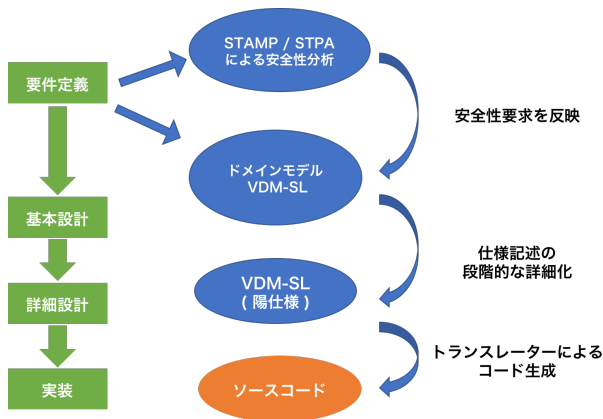 STAMP / STPA
による安全性分析
要件定義
安全性要求を反映
ドメインモデル
VDM-SL
基本設計
仕様記述の
段階的な詳細化
VDM-SL
( 陽仕様 )
詳細設計
トランスレーターによる
コード生成
実装
ソースコード